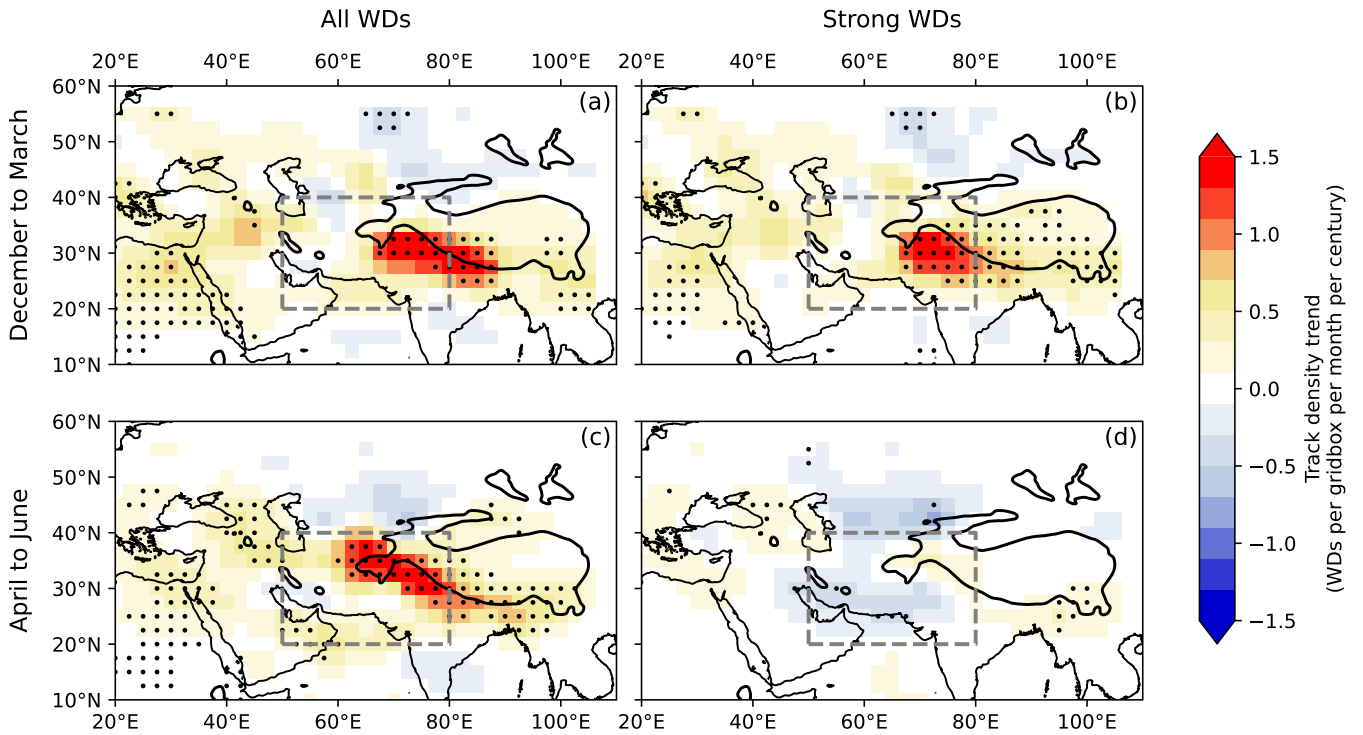 All WDs
Strong WDs
20°E 40°E 60°E 80°E 100°E
20°E 40°E 60°E 80°E 100°E
December to March
60°N
50°N
40°N
30°N
20°N
10°N
(a)
(b)
April to June
60°N
50°N
40°N
30°N
20°N
10°N
(c)
(d)
20°E 40°E 60°E 80°E 100°E
20°E 40°E 60°E 80°E 100°E
1.5
1.0
0.5
0.0
−0.5
−1.0
−1.5
Track density trend
(WDs per gridbox per month per century)